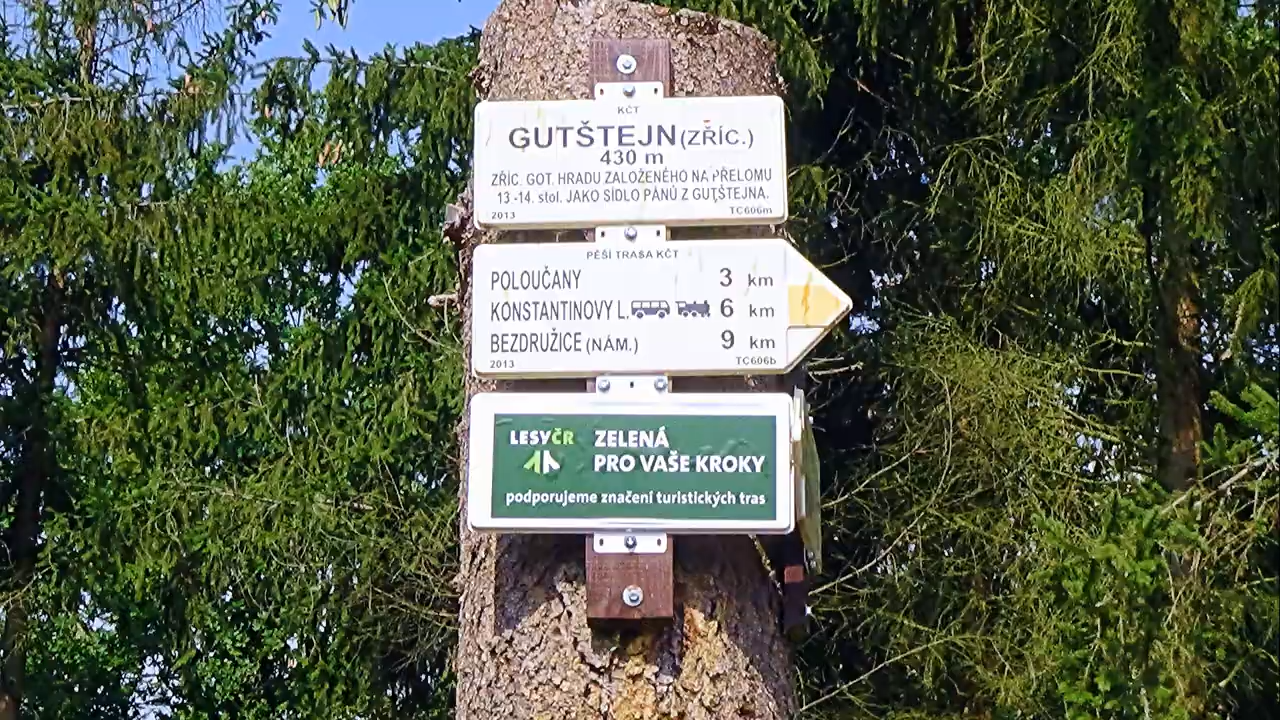 KČT
GUTŠTEJN (ZŘÍC.)
430 m
ZŘÍC. GOT. HRADU ZALOŽENÉHO NA PŘELOMU
13 -14. stol. JAKO SÍDLO PÁNŮ Z GUTŠTEJNA.
2013 TC606m
PĚŠÍ TRASA KČT
POLOUČANY 3 km
KONSTANTINOVY L. 6 km
BEZDRUŽICE (NÁM.) 9 km
2013 TC606b
LESYČR ZELENÁ
PRO VAŠE KROKY
podporujeme značení turistických tras